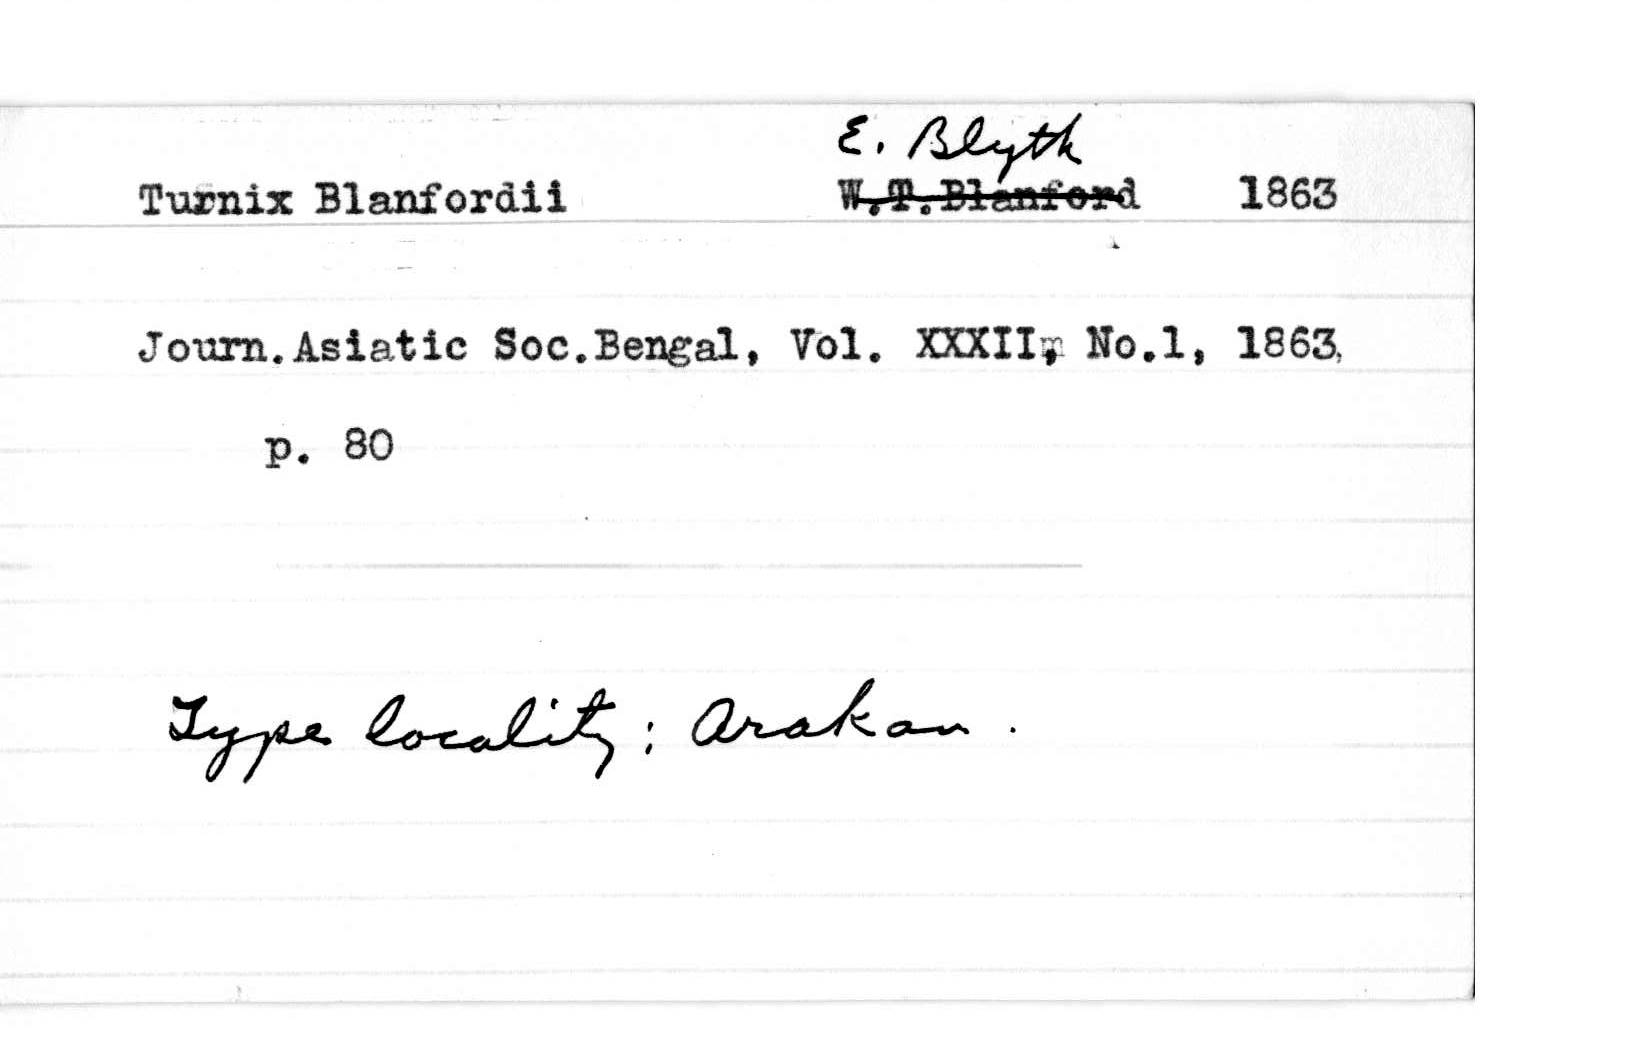 E. Blyth
Turnix Blanfordii W.T.Blanford 1863
Journ.Asiatic Soc.Bengal, Vol. XXXII, No.1, 1863,
p. 80
Type locality: Arakan.